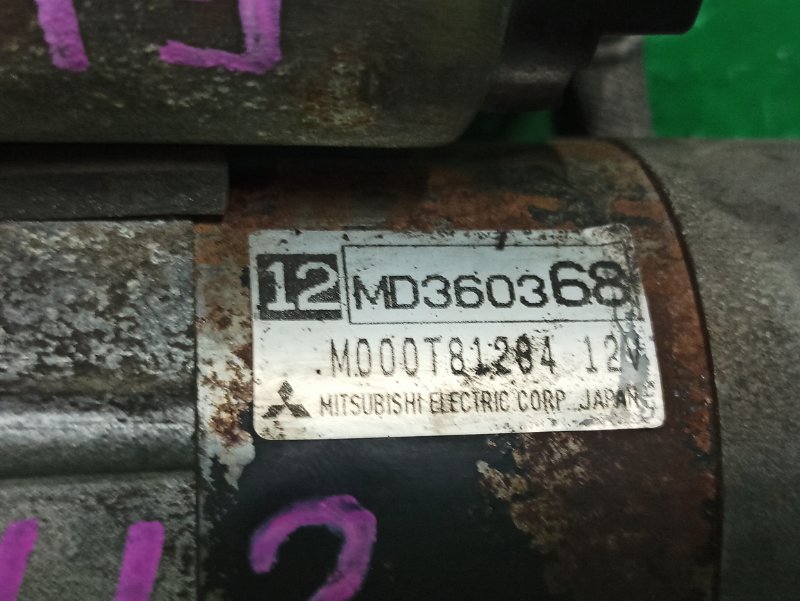 12 MD360368
M000T81284 12V
MITSUBISHI ELECTRIC CORP. JAPAN